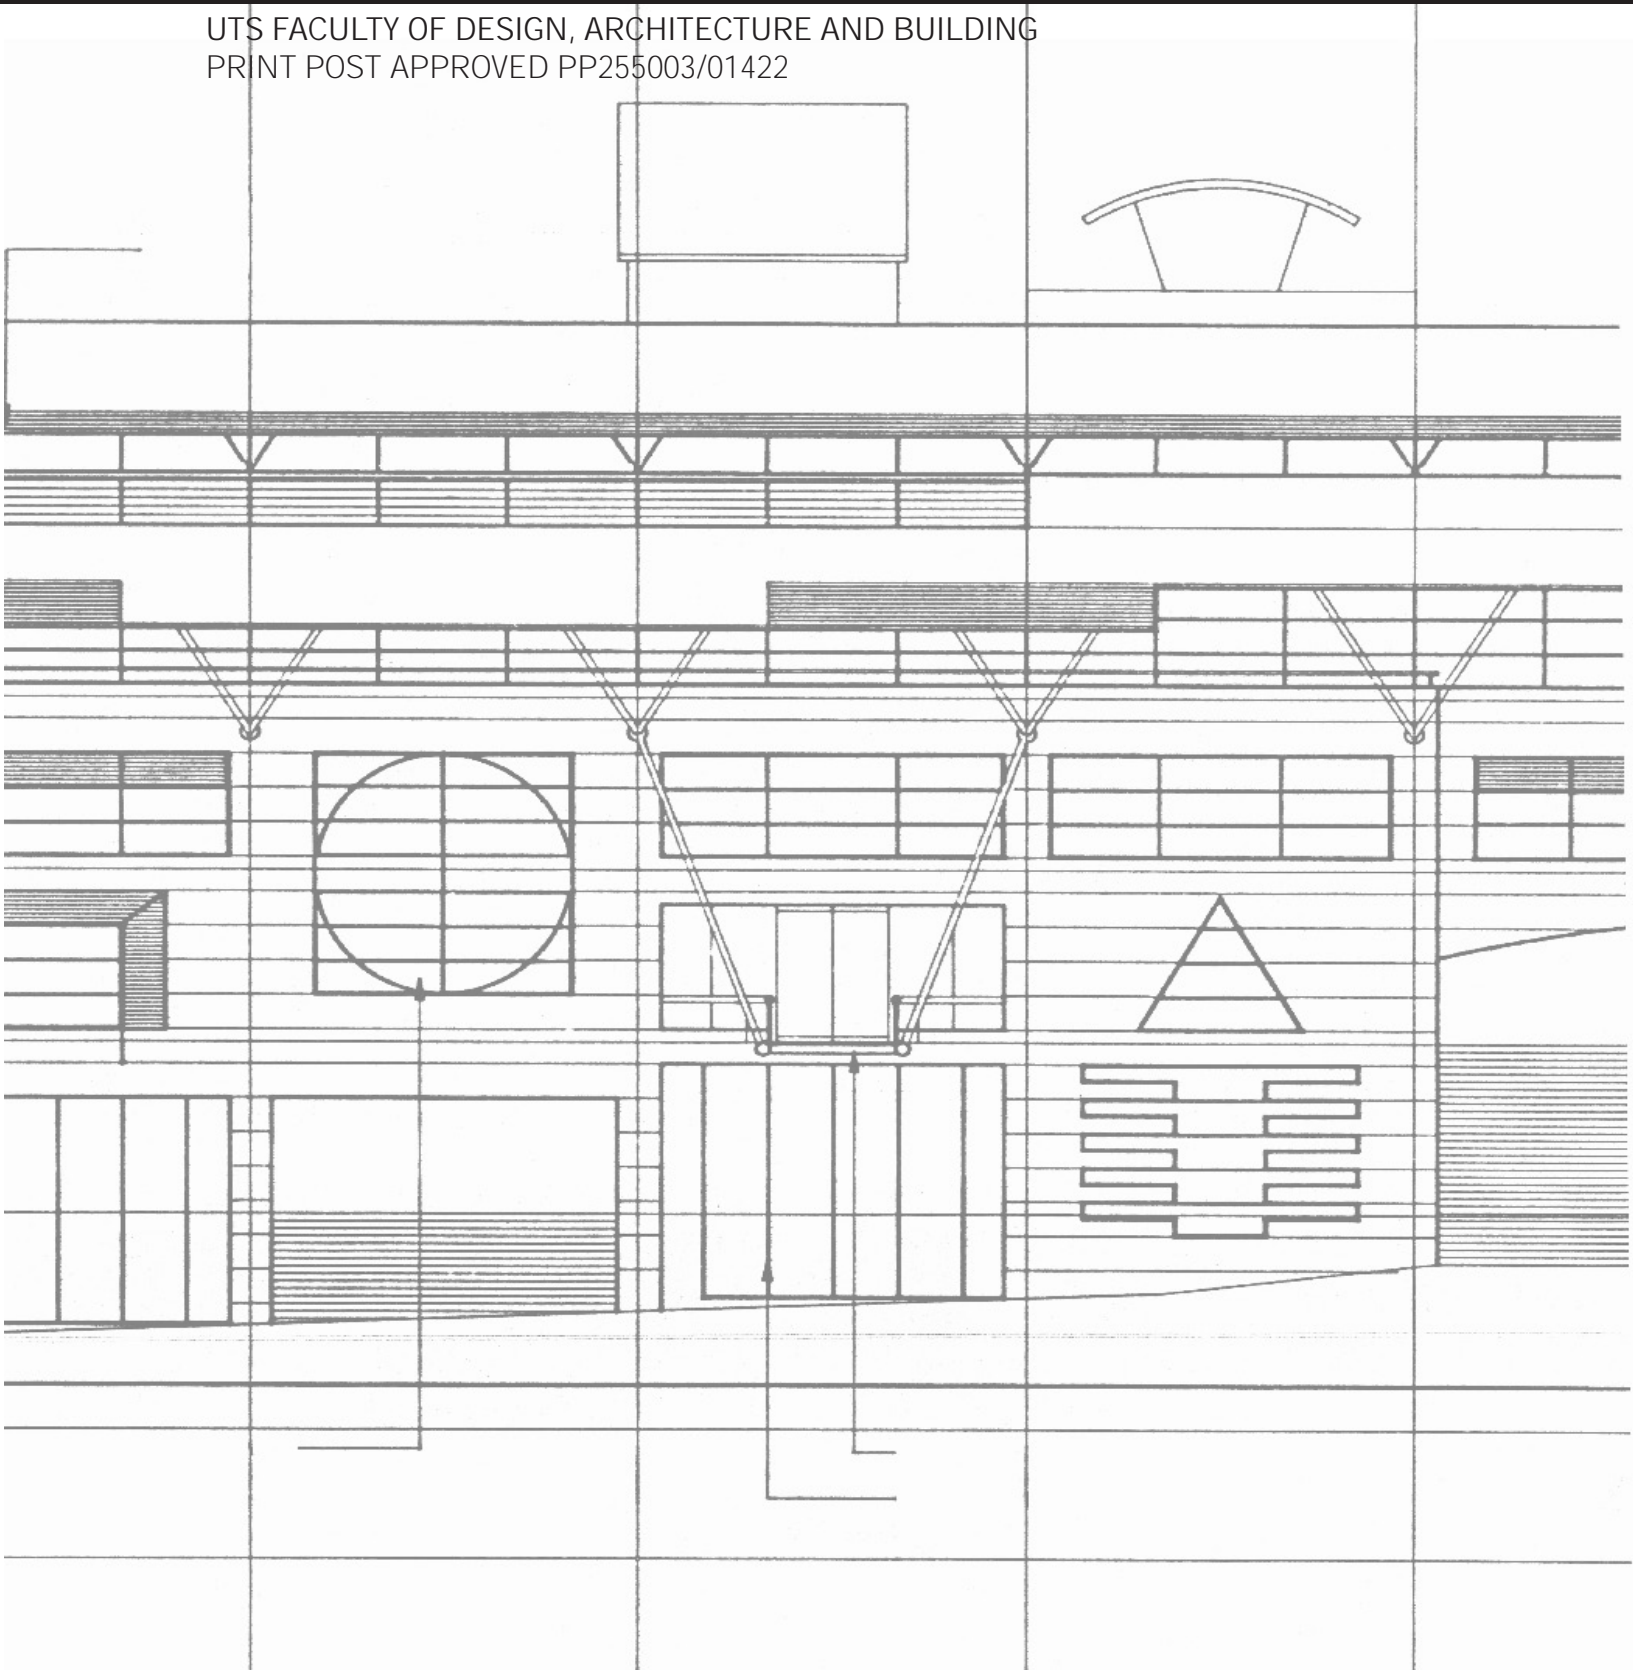 UTS FACULTY OF DESIGN, ARCHITECTURE AND BUILDING
PRINT POST APPROVED PP255003/01422